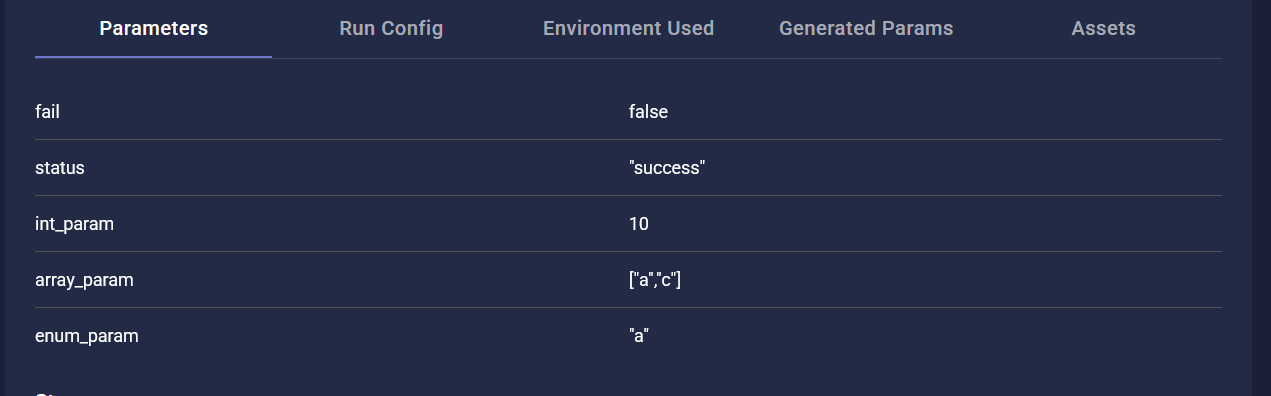 Parameters Run Config Environment Used Generated Params Assets
fail false
status "success"
int_param 10
array_param ["a","c"]
enum_param "a"